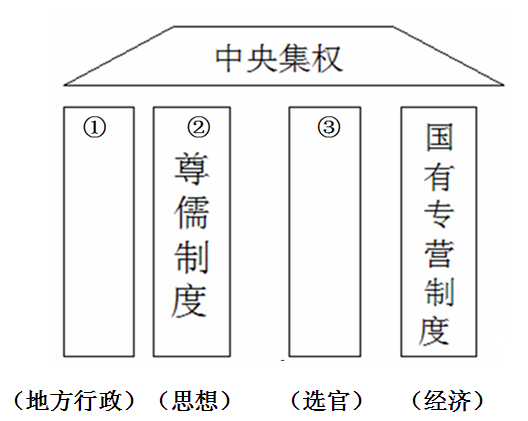 中央集权
① ② ③
尊儒制度
国有专营制度
（地方行政）（思想） （选官） （经济）